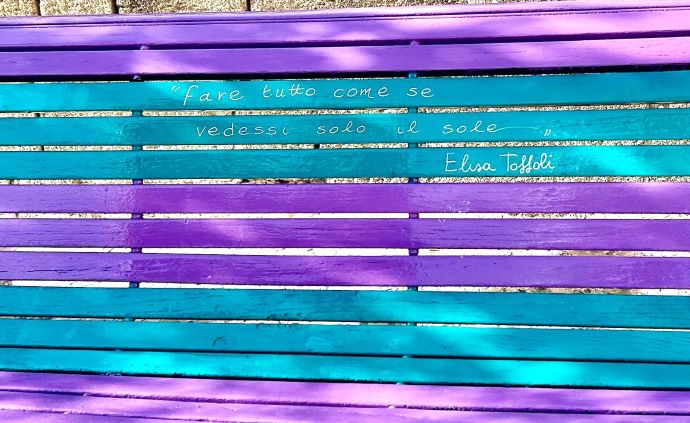 "fare tutto come se
vedessi solo il sole"
Elisa Toffoli